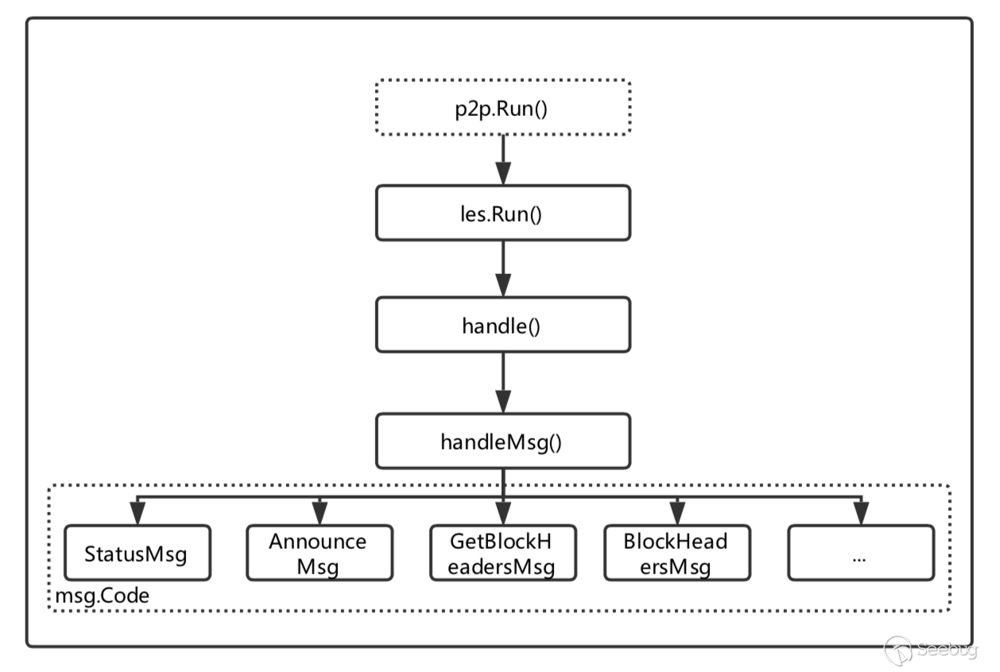 p2p.Run()
les.Run()
handle()
handleMsg()
StatusMsg
Announce
Msg
GetBlockH
eadersMsg
BlockHead
ersMsg
...
msg.Code
Seebug